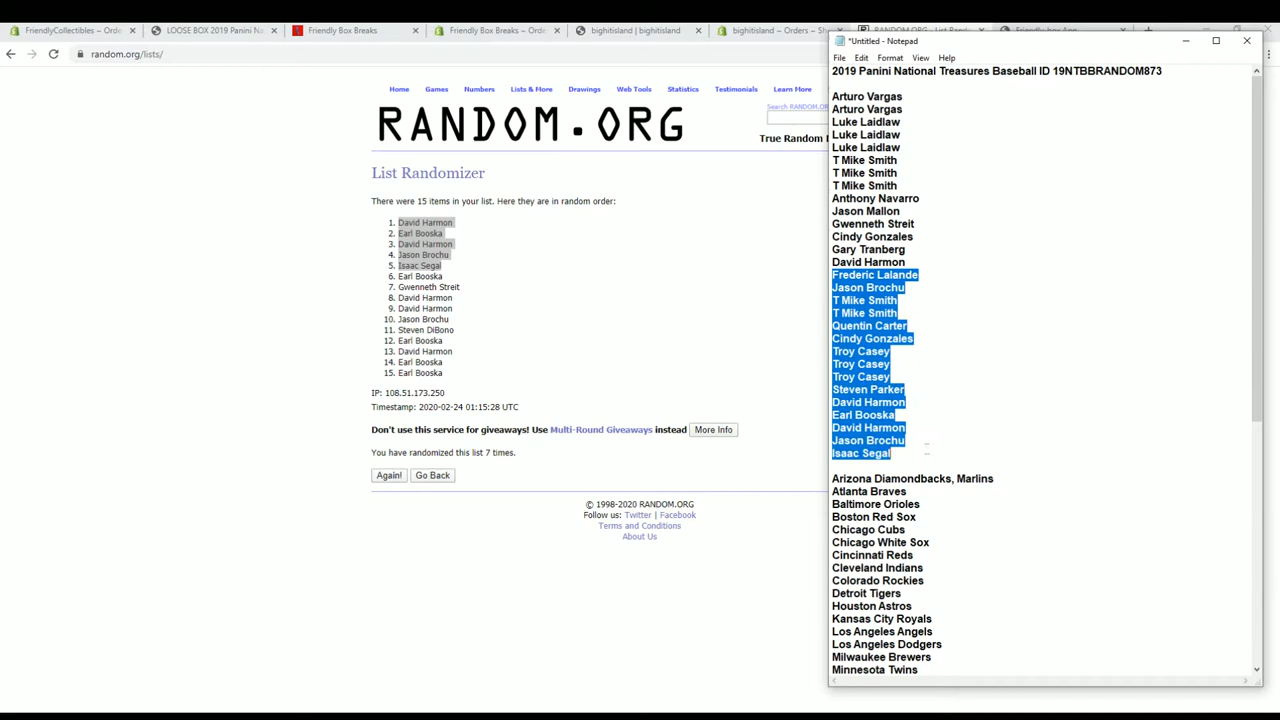 FriendlyCollectibles – Orde
LOOSE BOX 2019 Panini Nat
Friendly Box Breaks
Friendly Box Breaks – Orde
bighitisland | bighitisland
bighitisland – Orders – Sh
RANDOM.ORG - List Rand
Friendly box App
random.org/lists/
Home Games Numbers Lists & More Drawings Web Tools Statistics Testimonials Learn More
Search RANDOM.OR
RANDOM.ORG
True Random
List Randomizer
There were 15 items in your list. Here they are in random order:
1. David Harmon
2. Earl Booska
3. David Harmon
4. Jason Brochu
5. Isaac Segal
6. Earl Booska
7. Gwenneth Streit
8. David Harmon
9. David Harmon
10. Jason Brochu
11. Steven DiBono
12. Earl Booska
13. David Harmon
14. Earl Booska
15. Earl Booska
IP: 108.51.173.250
Timestamp: 2020-02-24 01:15:28 UTC
Don't use this service for giveaways! Use Multi-Round Giveaways instead More Info
You have randomized this list 7 times.
Again! Go Back
© 1998-2020 RANDOM.ORG
Follow us: Twitter | Facebook
Terms and Conditions
About Us
*Untitled - Notepad
File Edit Format View Help
2019 Panini National Treasures Baseball ID 19NTBBRANDOM873
Arturo Vargas
Arturo Vargas
Luke Laidlaw
Luke Laidlaw
Luke Laidlaw
T Mike Smith
T Mike Smith
T Mike Smith
Anthony Navarro
Jason Mallon
Gwenneth Streit
Cindy Gonzales
Gary Tranberg
David Harmon
Frederic Lalande
Jason Brochu
T Mike Smith
T Mike Smith
Quentin Carter
Cindy Gonzales
Troy Casey
Troy Casey
Troy Casey
Steven Parker
David Harmon
Earl Booska
David Harmon
Jason Brochu
Isaac Segal
Arizona Diamondbacks, Marlins
Atlanta Braves
Baltimore Orioles
Boston Red Sox
Chicago Cubs
Chicago White Sox
Cincinnati Reds
Cleveland Indians
Colorado Rockies
Detroit Tigers
Houston Astros
Kansas City Royals
Los Angeles Angels
Los Angeles Dodgers
Milwaukee Brewers
Minnesota Twins